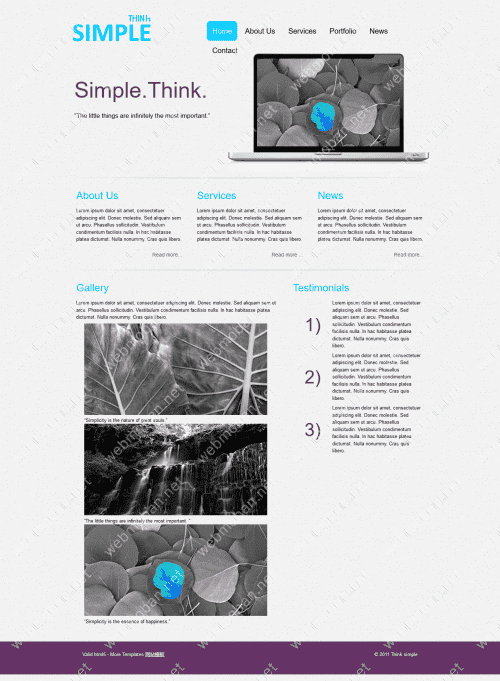 THINk
SIMPLE
Home About Us Services Portfolio News
Contact
Simple.Think.
"The little things are infinitely the most important."
About Us
Lorem ipsum dolor sit amet, consectetuer
adipiscing elit. Donec molestie. Sed aliquam sem
ut arcu. Phasellus sollicitudin. Vestibulum
condimentum facilisis nulla. In hac habitasse
platea dictumst. Nulla nonummy. Cras quis libero.
Read more...
Services
Lorem ipsum dolor sit amet, consectetuer
adipiscing elit. Donec molestie. Sed aliquam sem
ut arcu. Phasellus sollicitudin. Vestibulum
condimentum facilisis nulla. In hac habitasse
platea dictumst. Nulla nonummy. Cras quis libero.
Read more...
News
Lorem ipsum dolor sit amet, consectetuer
adipiscing elit. Donec molestie. Sed aliquam sem
ut arcu. Phasellus sollicitudin. Vestibulum
condimentum facilisis nulla. In hac habitasse
platea dictumst. Nulla nonummy. Cras quis libero.
Read more...
Gallery
Lorem ipsum dolor sit amet, consectetuer adipiscing elit. Donec molestie. Sed aliquam sem ut
arcu. Phasellus sollicitudin. Vestibulum condimentum facilisis nulla. In hac habitasse platea
dictumst. Nulla nonummy. Cras quis libero.
"Simplicity is the nature of great souls."
"The little things are infinitely the most important. "
"Simplicity is the essence of happiness."
Testimonials
1)
Lorem ipsum dolor sit amet, consectetuer
adipiscing elit. Donec molestie. Sed
aliquam sem ut arcu. Phasellus
sollicitudin. Vestibulum condimentum
facilisis nulla. In hac habitasse platea
dictumst. Nulla nonummy. Cras quis
libero.
2)
Lorem ipsum dolor sit amet, consectetuer
adipiscing elit. Donec molestie. Sed
aliquam sem ut arcu. Phasellus
sollicitudin. Vestibulum condimentum
facilisis nulla. In hac habitasse platea
dictumst. Nulla nonummy. Cras quis
libero.
3)
Lorem ipsum dolor sit amet, consectetuer
adipiscing elit. Donec molestie. Sed
aliquam sem ut arcu. Phasellus
sollicitudin. Vestibulum condimentum
facilisis nulla. In hac habitasse platea
dictumst. Nulla nonummy. Cras quis
libero.
Valid html5 - More Templates
© 2011 Think simple
webmoban.net